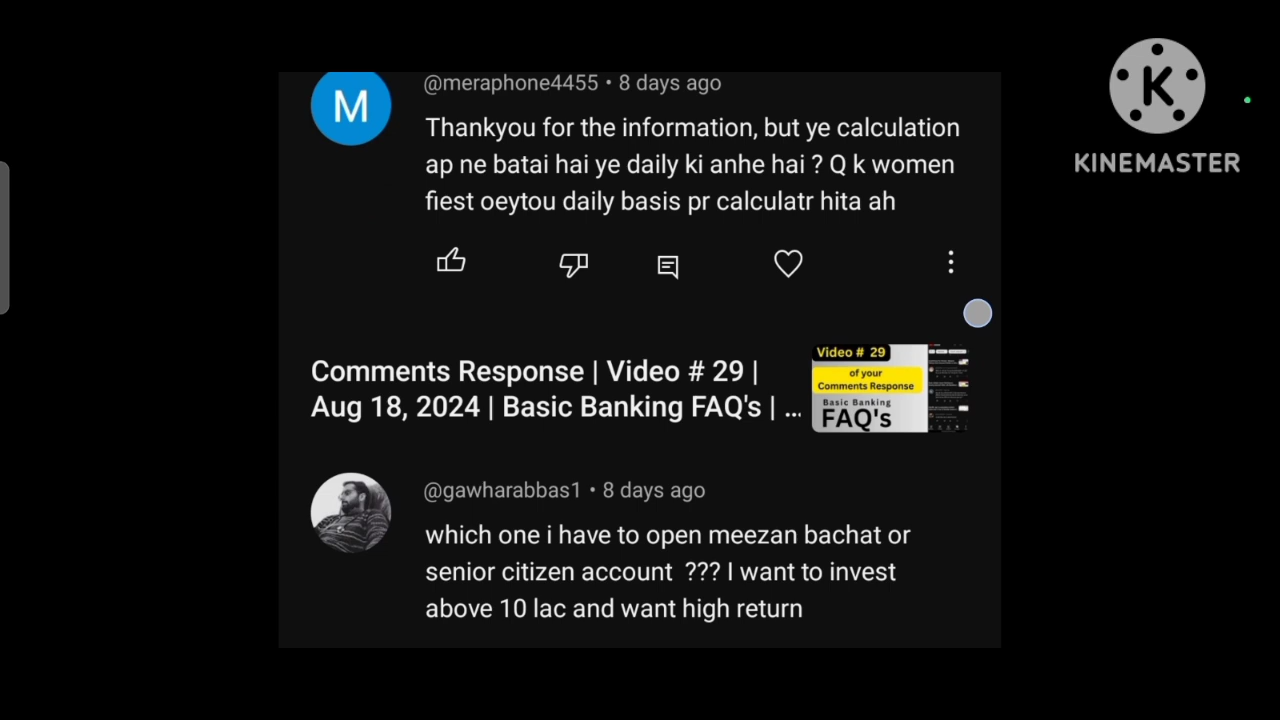 @meraphone4455 • 8 days ago
M
Thankyou for the information, but ye calculation
ap ne batai hai ye daily ki anhe hai ? Q k women
fiest oeytou daily basis pr calculatr hita ah
K
KINEMASTER
Comments Response | Video # 29 |
Aug 18, 2024 | Basic Banking FAQ's | ...
Video # 29
of your
Comments Response
Basic Banking
FAQ's
@gawharabbas1 • 8 days ago
which one i have to open meezan bachat or
senior citizen account ??? I want to invest
above 10 lac and want high return